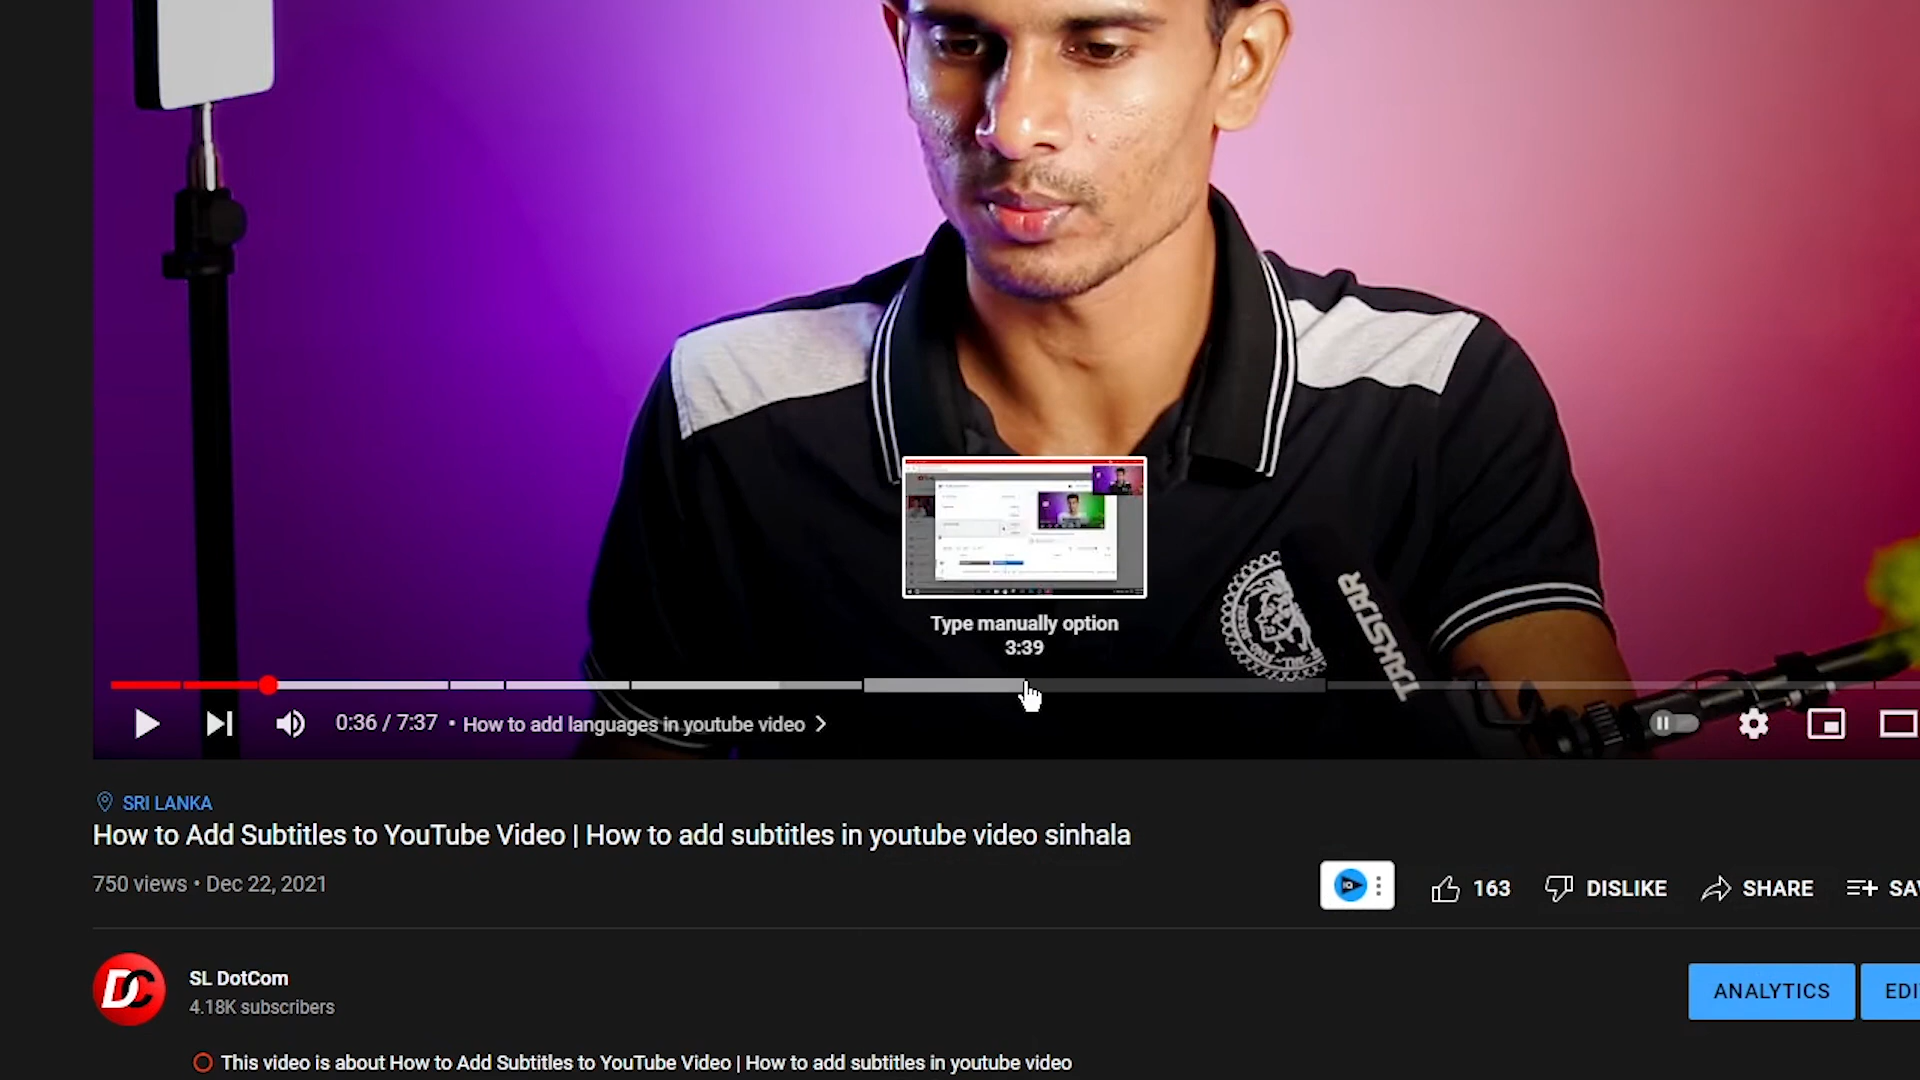 TAKSTAR
Type manually option
3:39
0:36 / 7:37 • How to add languages in youtube video
SRI LANKA
How to Add Subtitles to YouTube Video | How to add subtitles in youtube video sinhala
750 views • Dec 22, 2021
163 DISLIKE SHARE
DC
SL DotCom
4.18K subscribers
ANALYTICS
This video is about How to Add Subtitles to YouTube Video | How to add subtitles in youtube video